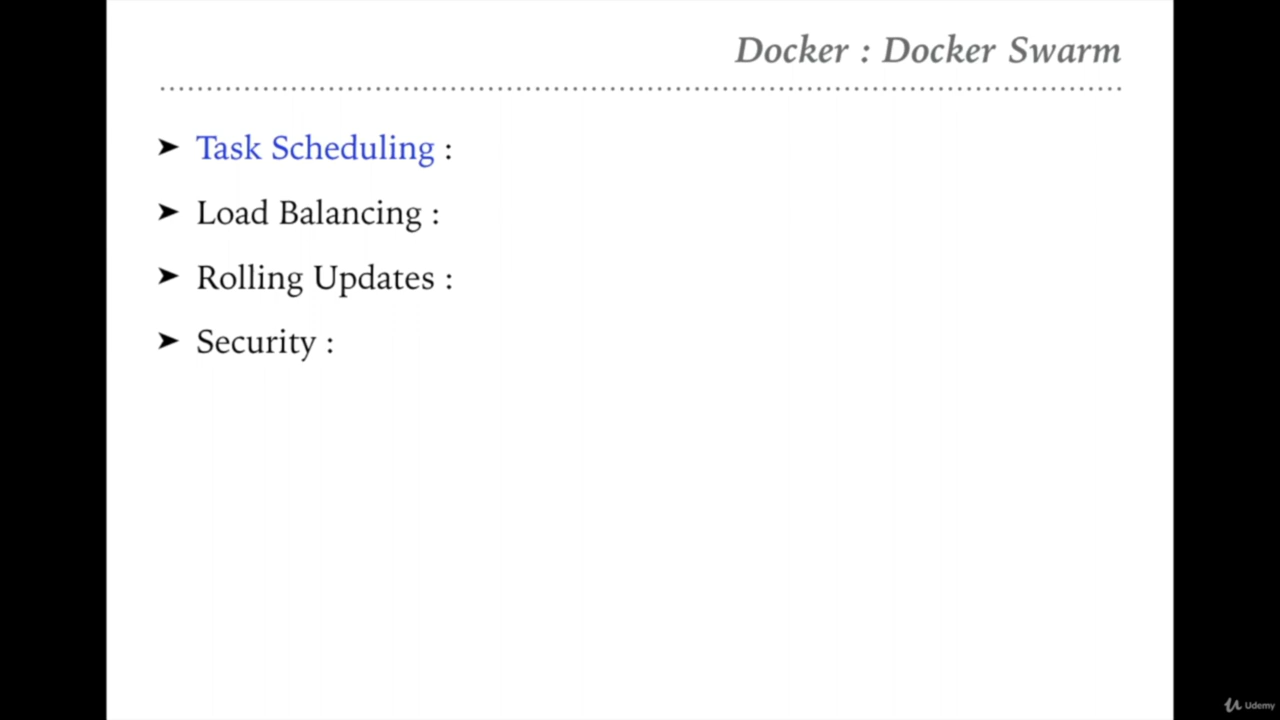 Docker : Docker Swarm
➤ Task Scheduling :
➤ Load Balancing :
➤ Rolling Updates :
➤ Security :
Udemy